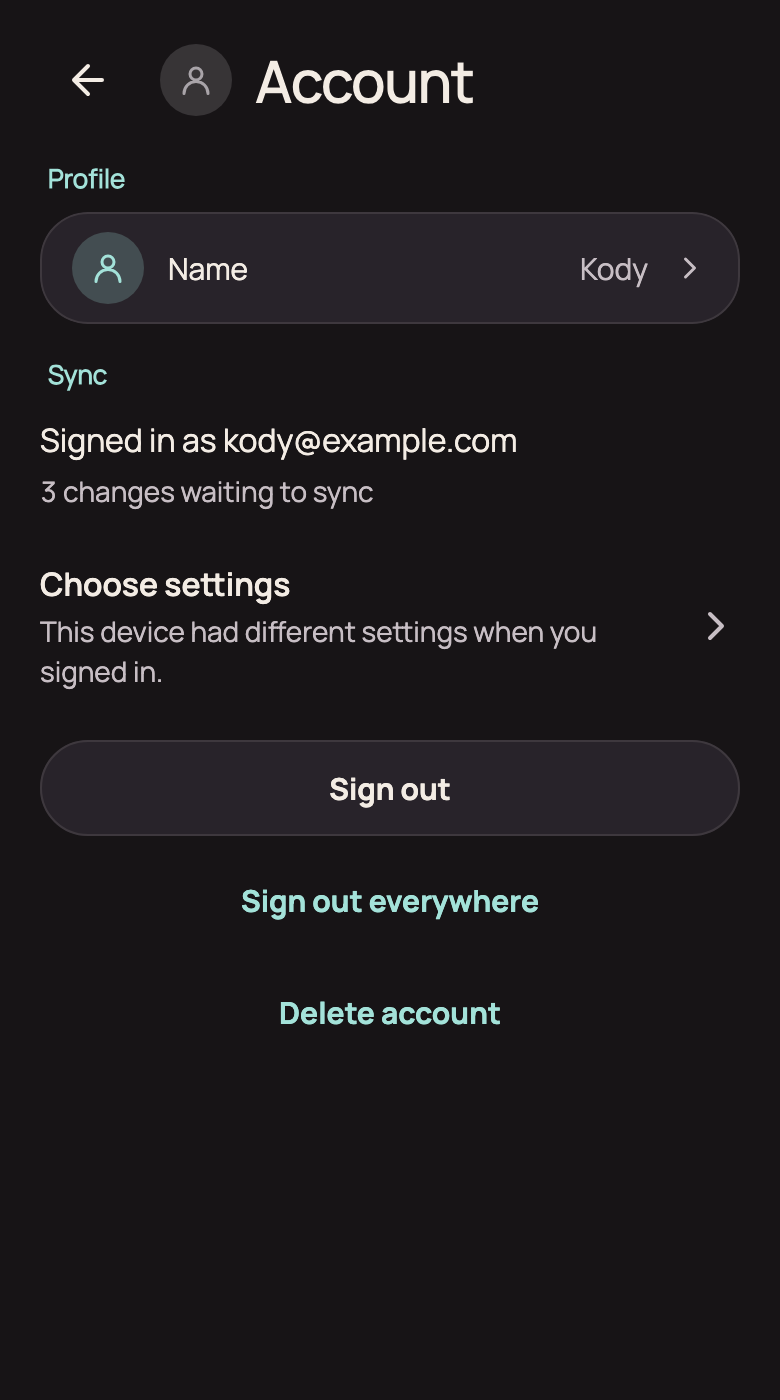 Account
Profile
Name
Kody
Sync
Signed in as kody@example.com
3 changes waiting to sync
Choose settings
This device had different settings when you
signed in.
Sign out
Sign out everywhere
Delete account